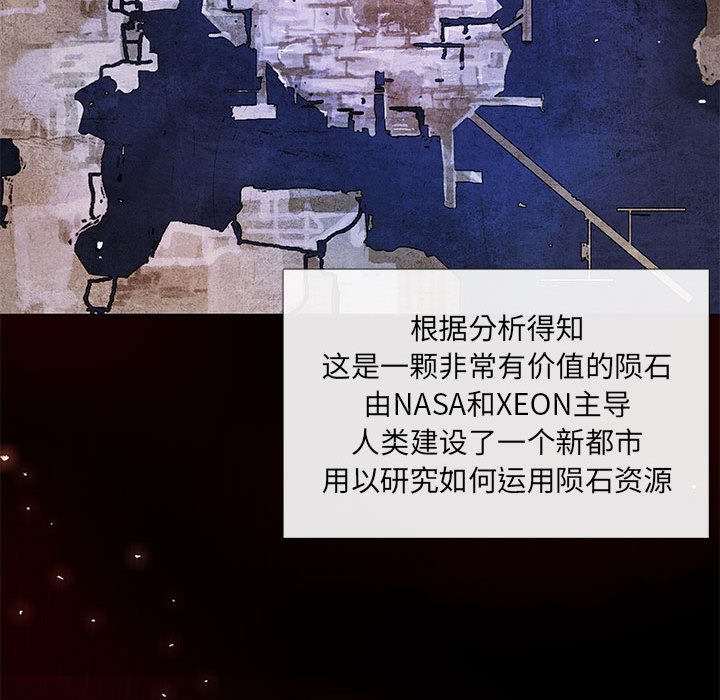 根据分析得知
这是一颗非常有价值的陨石
由NASA和XEON主导
人类建设了一个新都市
用以研究如何运用陨石资源